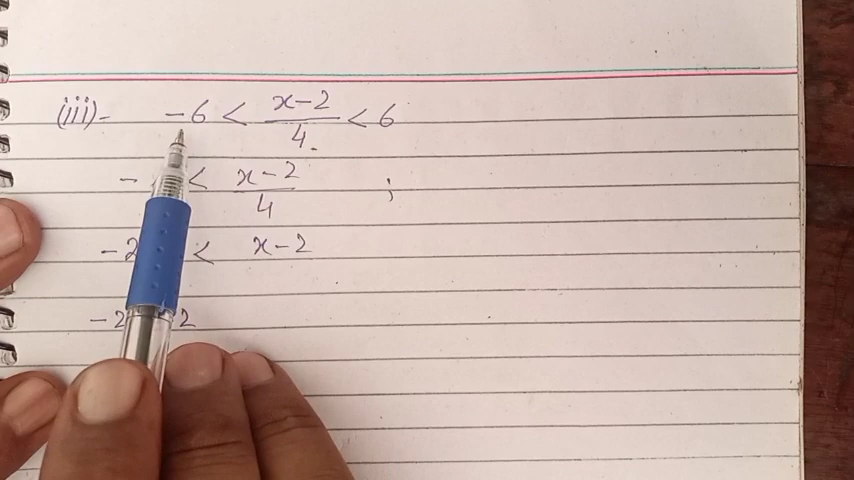 (iii)- -6 < x-2/4 < 6
- < x-2/4 ;
-2 < x-2
-2 2